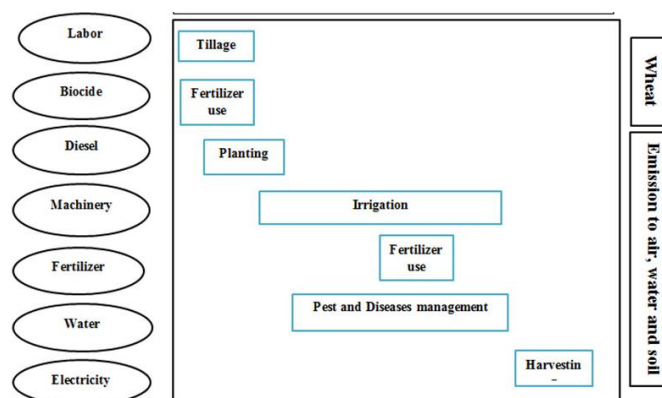 Labor
Biocide
Diesel
Machinery
Fertilizer
Water
Electricity
Tillage
Fertilizer
use
Planting
Irrigation
Fertilizer
use
Pest and Diseases management
Harvestin
Wheat
Emission to air, water and soil